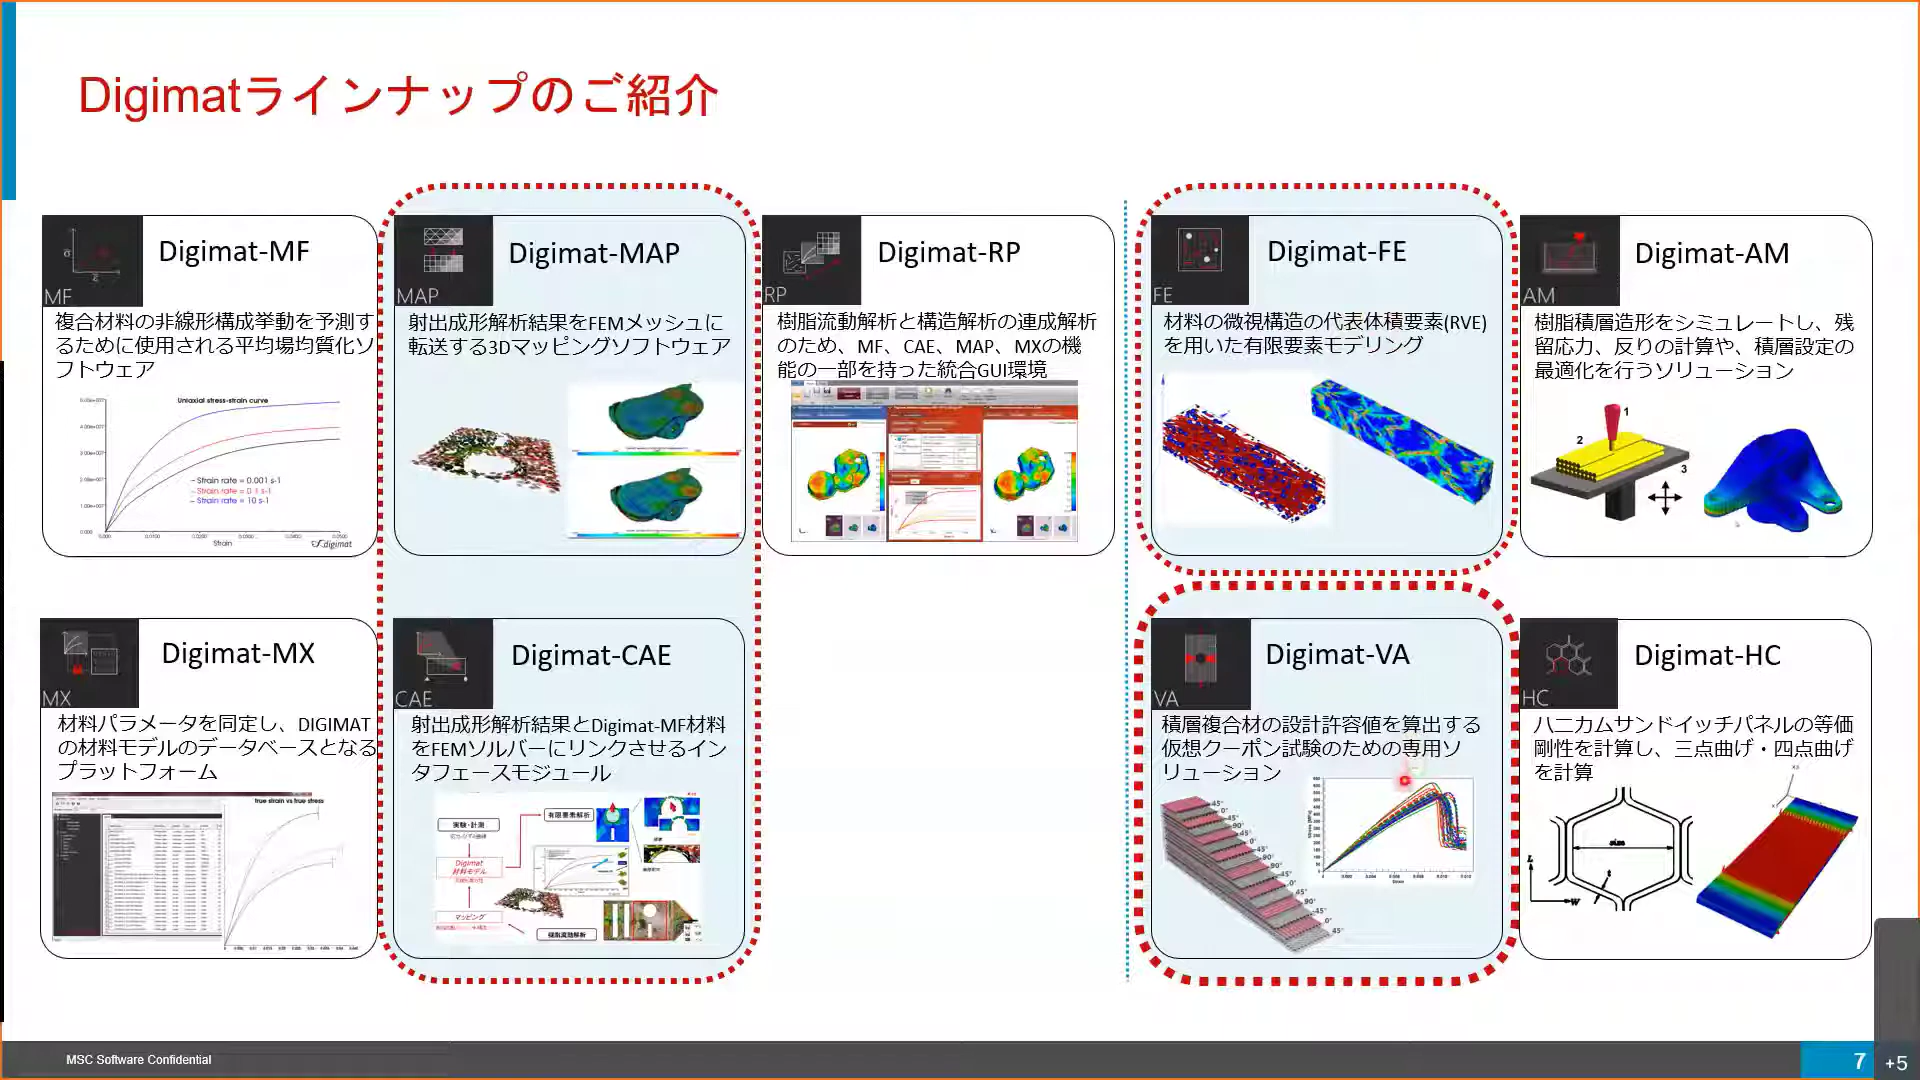 Digimatラインナップのご紹介
MF
Digimat-MF
複合材料の非線形構成挙動を予測す
るために使用される平均場均質化ソ
フトウェア
Uniaxial stress-strain curve
Strain rate = 0.001 s-1
Strain rate = 0.1 s-1
Strain rate = 10 s-1
Strain
digimat
MAP
Digimat-MAP
射出成形解析結果をFEMメッシュに
転送する3Dマッピングソフトウェア
RP
Digimat-RP
樹脂流動解析と構造解析の連成解析
のため、MF、CAE、MAP、MXの機
能の一部を持った統合GUI環境
FE
Digimat-FE
材料の微視構造の代表体積要素(RVE)
を用いた有限要素モデリング
AM
Digimat-AM
樹脂積層造形をシミュレートし、残
留応力、反りの計算や、積層設定の
最適化を行うソリューション
1
2
3
MX
Digimat-MX
材料パラメータを同定し、DIGIMAT
の材料モデルのデータベースとなる
プラットフォーム
true strain vs true stress
CAE
Digimat-CAE
射出成形解析結果とDigimat-MF材料
をFEMソルバーにリンクさせるイン
タフェースモジュール
有限要素解析
実験・計測
Digimat
材料モデル
マッピング
樹脂流動解析
VA
Digimat-VA
積層複合材の設計許容値を算出する
仮想クーポン試験のための専用ソ
リューション
HC
Digimat-HC
ハニカムサンドイッチパネルの等価
剛性を計算し、三点曲げ・四点曲げ
を計算
size
t
L
W
MSC Software Confidential
7
+5